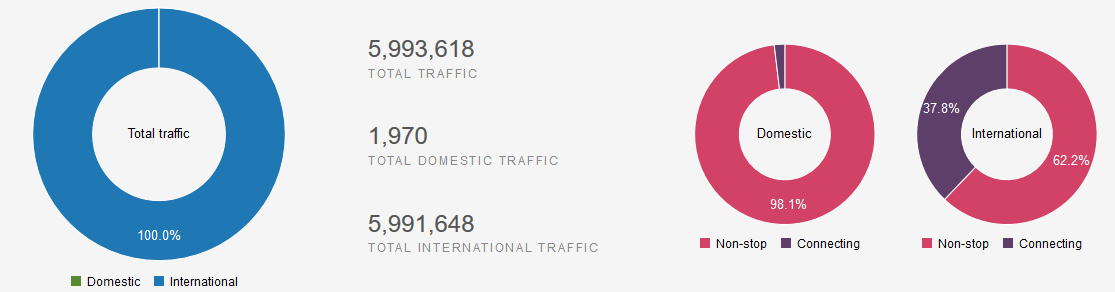 Total traffic
100.0%
Domestic International
5,993,618
TOTAL TRAFFIC
1,970
TOTAL DOMESTIC TRAFFIC
5,991,648
TOTAL INTERNATIONAL TRAFFIC
Domestic
98.1%
Non-stop Connecting
37.8%
International
62.2%
Non-stop Connecting